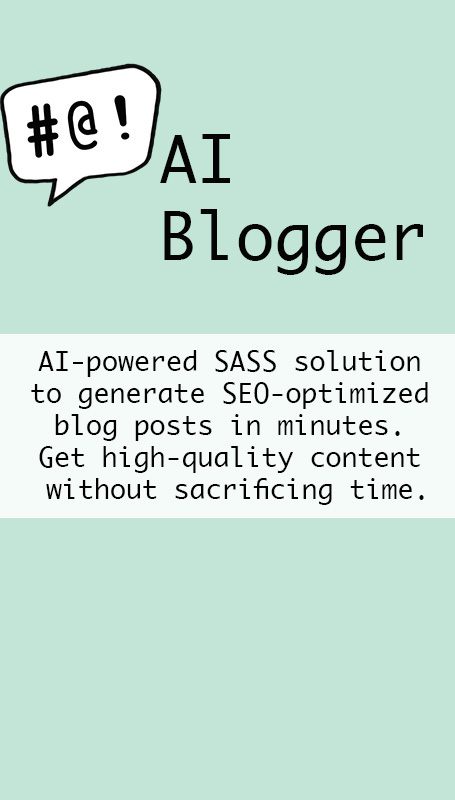 #@!
AI
Blogger
AI-powered SASS solution
to generate SEO-optimized
blog posts in minutes.
Get high-quality content
without sacrificing time.